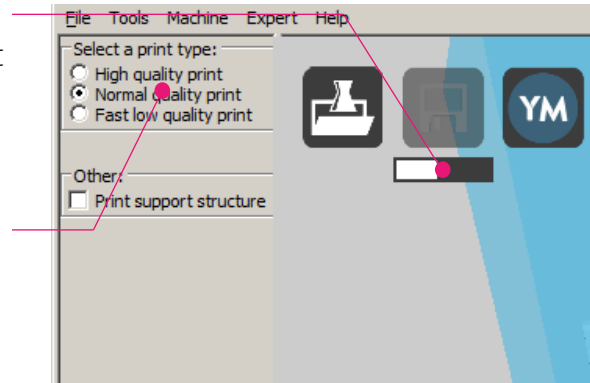 File Tools Machine Expert Help
Select a print type:
High quality print
Normal quality print
Fast low quality print
YM
Other:
Print support structure